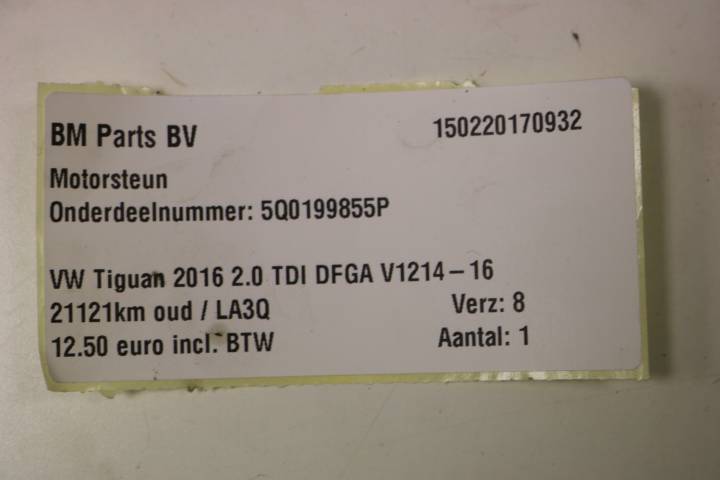 BM Parts BV 150220170932
Motorsteun
Onderdeelnummer: 5Q0199855P
VW Tiguan 2016 2.0 TDI DFGA V1214-16
21121km oud / LA3Q Verz: 8
12.50 euro incl. BTW Aantal: 1